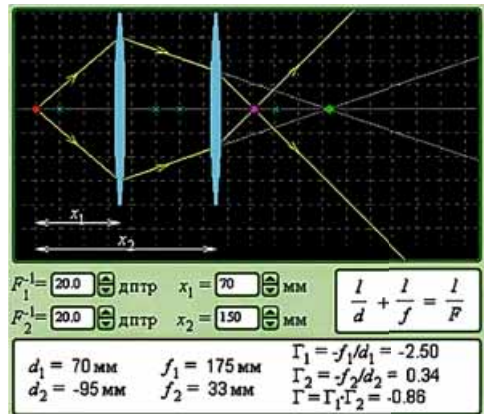 x₁
x₂
F₁⁻¹= 20.0 дптр x₁ = 70 мм
F₂⁻¹= 20.0 дптр x₂ = 150 мм
1/d + 1/f = 1/F
d₁ = 70 мм f₁ = 175 мм Γ₁ = -f₁/d₁ = -2.50
d₂ = -95 мм f₂ = 33 мм Γ₂ = -f₂/d₂ = 0.34
Γ = Γ₁·Γ₂ = -0.86